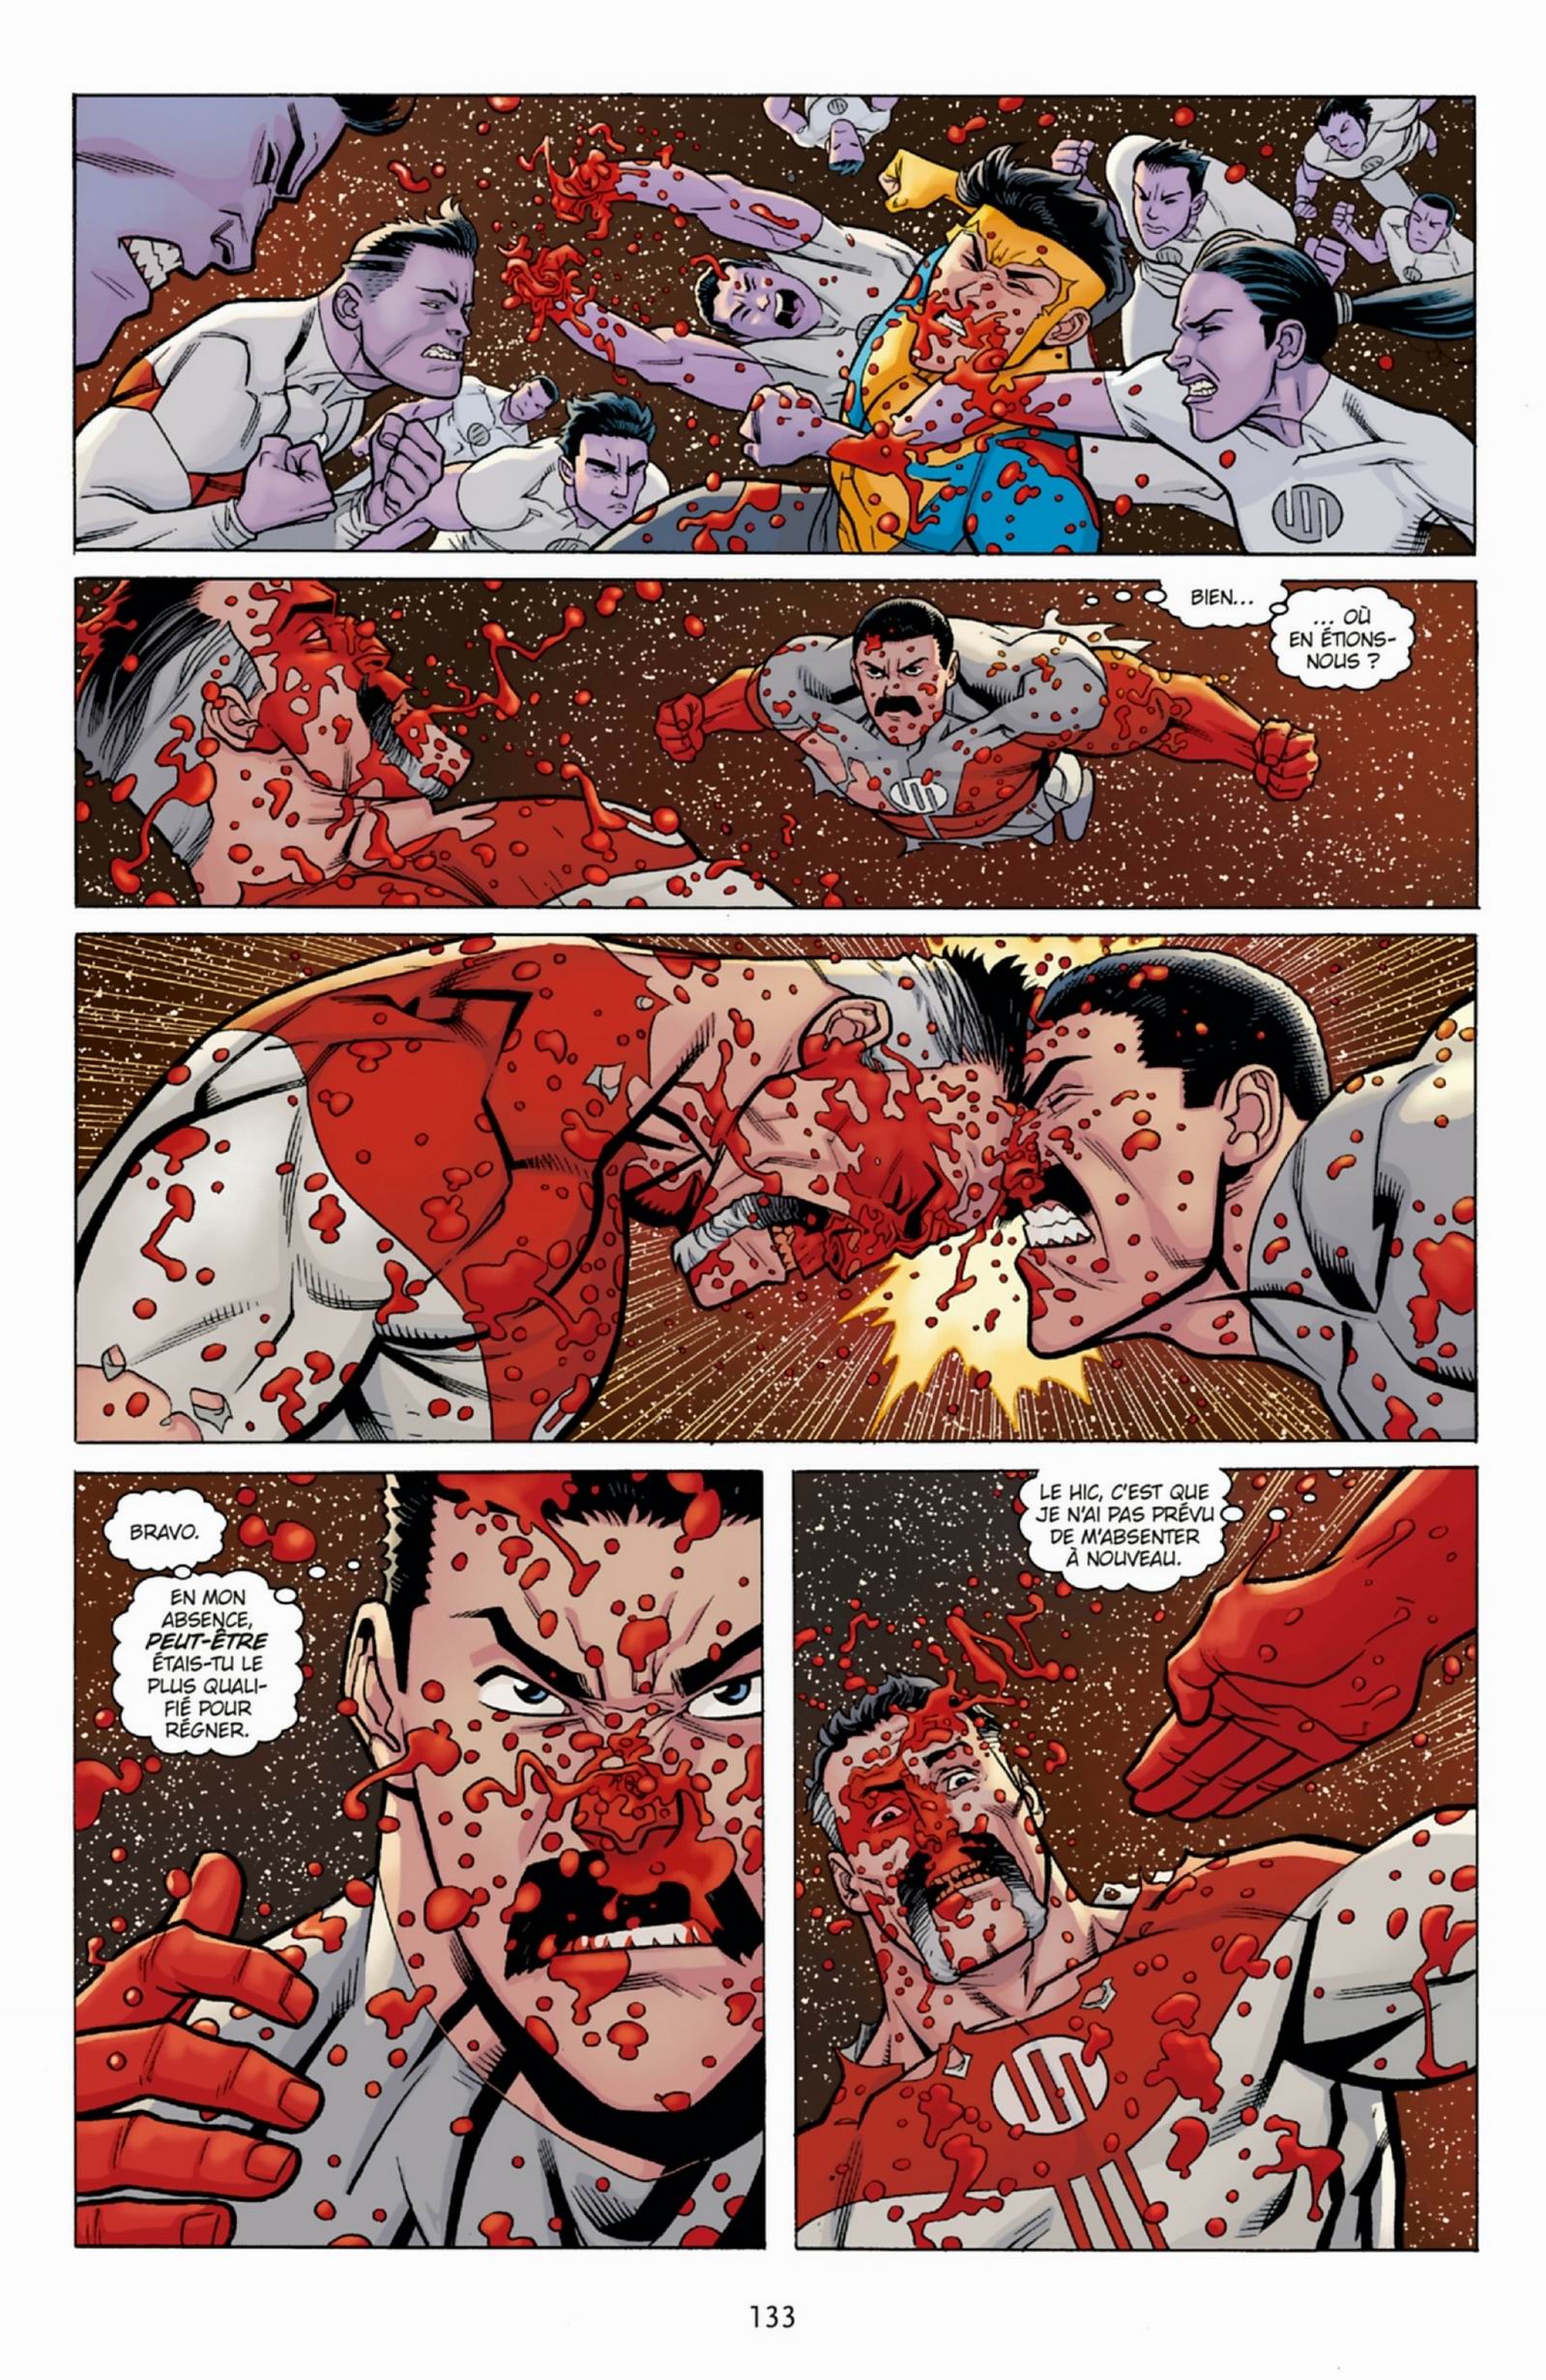 BIEN...
... OÙ
EN ÉTIONS-
NOUS ?
BRAVO.
EN MON
ABSENCE,
PEUT-ÊTRE
ÉTAIS-TU LE
PLUS QUALI-
FIÉ POUR
RÉGNER.
LE HIC, C'EST QUE
JE N'AI PAS PRÉVU
DE M'ABSENTER
À NOUVEAU.
133